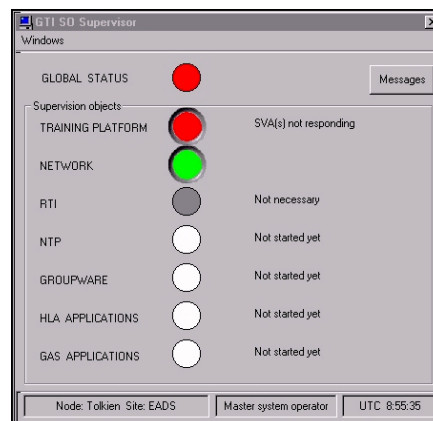 GTI SO Supervisor
Windows
GLOBAL STATUS
Messages
Supervision objects
TRAINING PLATFORM SVA(s) not responding
NETWORK
RTI Not necessary
NTP Not started yet
GROUPWARE Not started yet
HLA APPLICATIONS Not started yet
GAS APPLICATIONS Not started yet
Node: Tolkien Site: EADS Master system operator UTC 8:55:35